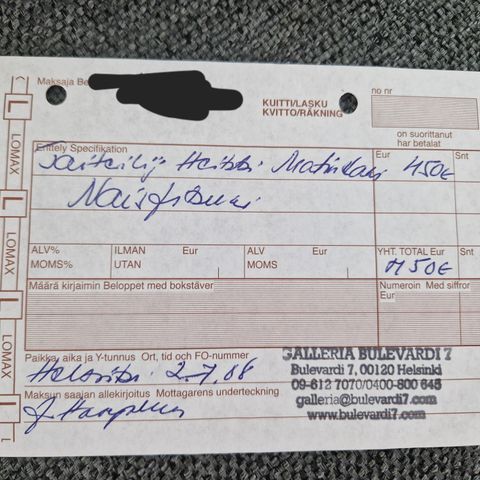 Maksaja Be
KUITTI/LASKU
KVITTO/RÄKNING
no nr
on suorittanut
har betalat
Erittely Specifikation
Eur
Snt
Taiteilija Heikki 450€
ALV%
MOMS%
ILMAN
UTAN
Eur
ALV
MOMS
Eur
YHT. TOTAL Eur
Snt
450€
Määrä kirjaimin Beloppet med bokstäver
Numeroin Med siffror
Eur
Paikka, aika ja Y-tunnus Ort, tid och FO-nummer
Helsinki 2.7.08
Maksun saajan allekirjoitus Mottagarens underteckning
GALLERIA BULEVARDI 7
Bulevardi 7, 00120 Helsinki
09-612 7070/0400-800 645
galleria@bulevardi7.com
www.bulevardi7.com
LOMAX
LOMAX
LOMAX